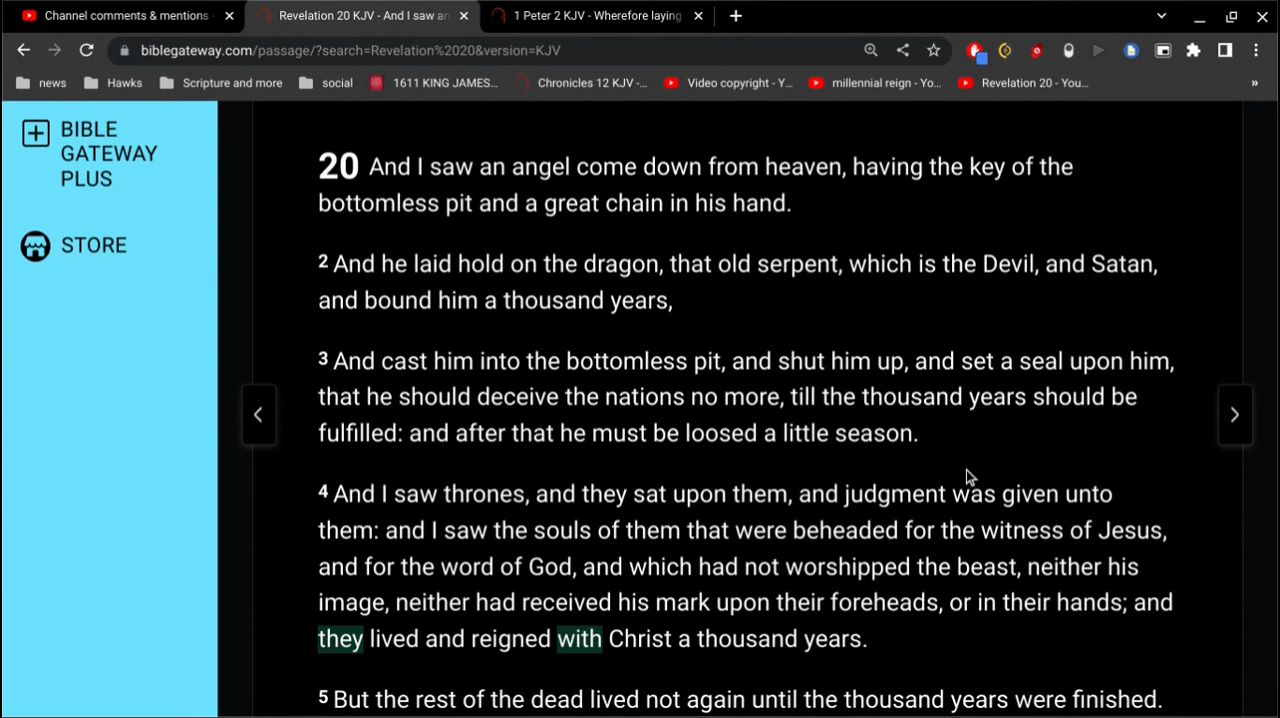 Channel comments & mentions
Revelation 20 KJV - And I saw an
1 Peter 2 KJV - Wherefore laying
biblegateway.com/passage/?search=Revelation%2020&version=KJV
news
Hawks
Scripture and more
social
1611 KING JAMES...
Chronicles 12 KJV -...
Video copyright - Y...
millennial reign - Yo...
Revelation 20 - You...
»
BIBLE
GATEWAY
PLUS
STORE
20 And I saw an angel come down from heaven, having the key of the
bottomless pit and a great chain in his hand.
2 And he laid hold on the dragon, that old serpent, which is the Devil, and Satan,
and bound him a thousand years,
3 And cast him into the bottomless pit, and shut him up, and set a seal upon him,
that he should deceive the nations no more, till the thousand years should be
fulfilled: and after that he must be loosed a little season.
4 And I saw thrones, and they sat upon them, and judgment was given unto
them: and I saw the souls of them that were beheaded for the witness of Jesus,
and for the word of God, and which had not worshipped the beast, neither his
image, neither had received his mark upon their foreheads, or in their hands; and
they lived and reigned with Christ a thousand years.
5 But the rest of the dead lived not again until the thousand years were finished.